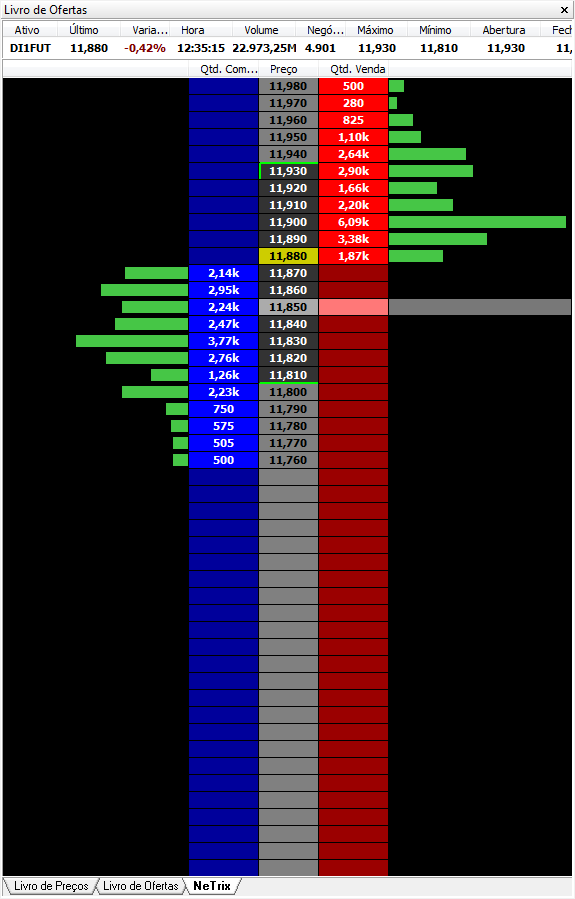 Livro de Ofertas
Ativo Último Varia... Hora Volume Negó... Máximo Mínimo Abertura Fech
DI1FUT 11,880 -0,42% 12:35:15 22.973,25M 4.901 11,930 11,810 11,930 11,
Qtd. Com... Preço Qtd. Venda
11,980 500
11,970 280
11,960 825
11,950 1,10k
11,940 2,64k
11,930 2,90k
11,920 1,66k
11,910 2,20k
11,900 6,09k
11,890 3,38k
11,880 1,87k
2,14k 11,870
2,95k 11,860
2,24k 11,850
2,47k 11,840
3,77k 11,830
2,76k 11,820
1,26k 11,810
2,23k 11,800
750 11,790
575 11,780
505 11,770
500 11,760
Livro de Preços Livro de Ofertas NeTrix